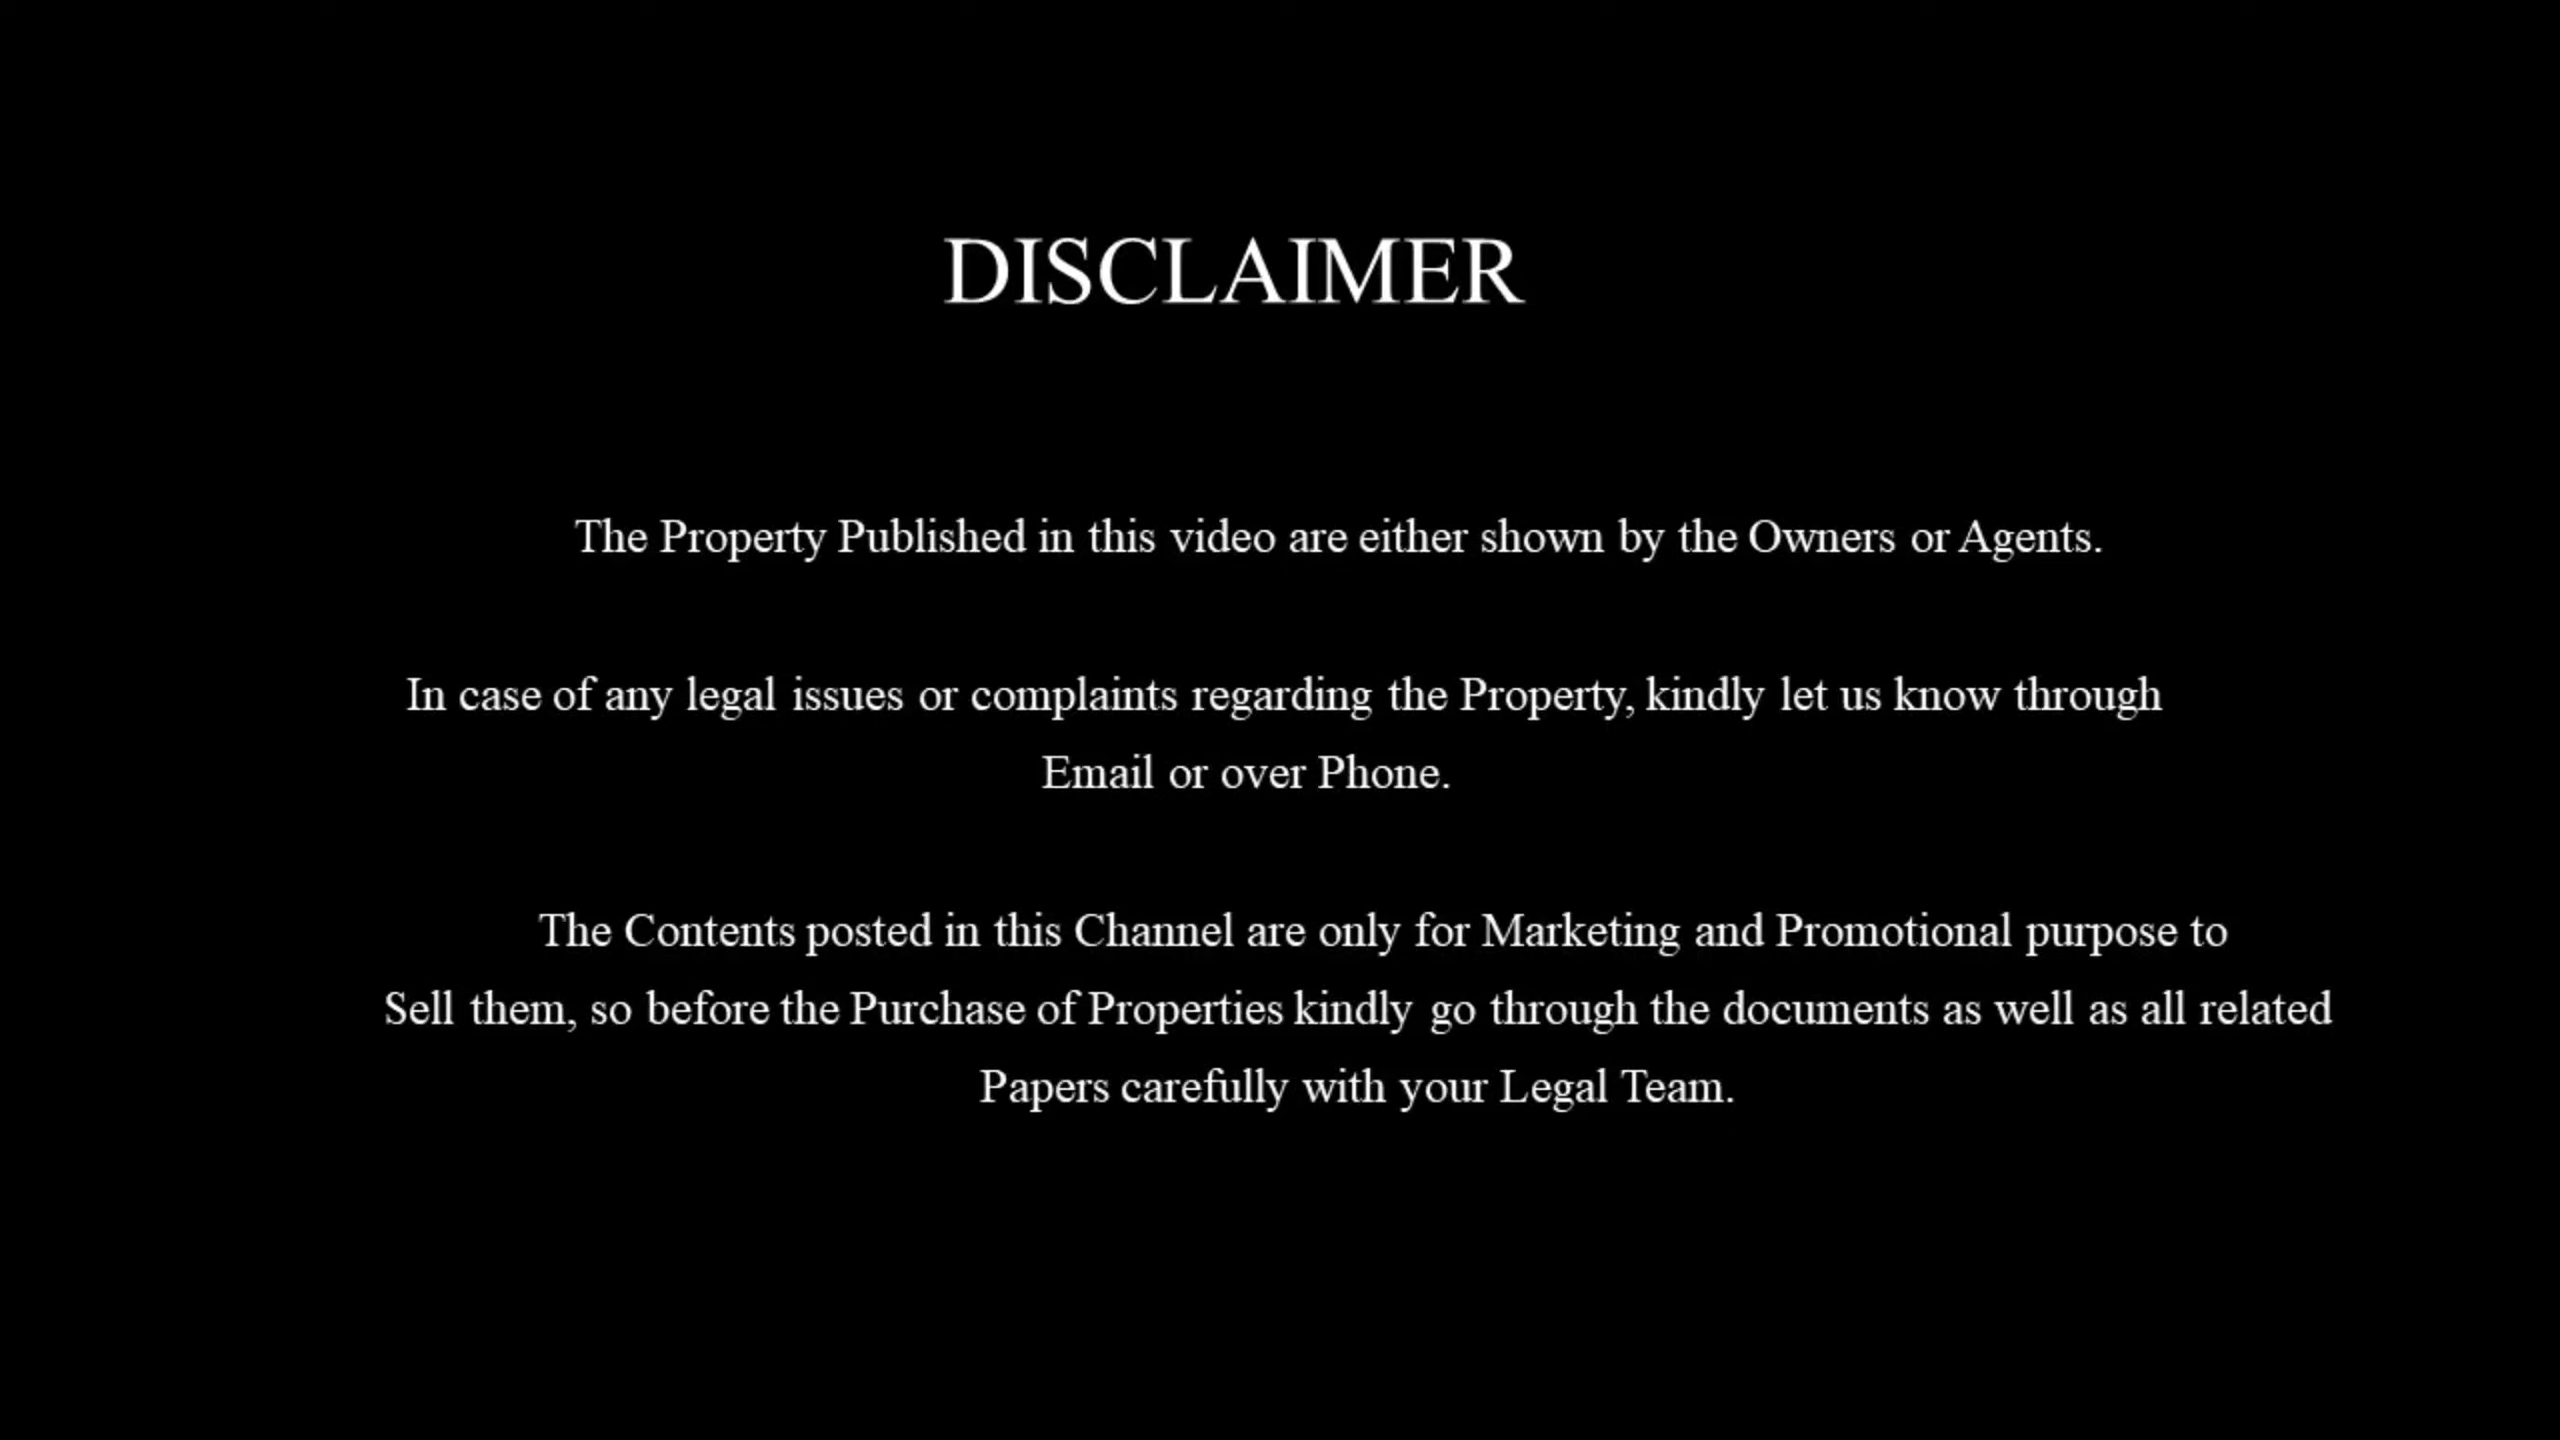 DISCLAIMER
The Property Published in this video are either shown by the Owners or Agents.
In case of any legal issues or complaints regarding the Property, kindly let us know through
Email or over Phone.
The Contents posted in this Channel are only for Marketing and Promotional purpose to
Sell them, so before the Purchase of Properties kindly go through the documents as well as all related
Papers carefully with your Legal Team.